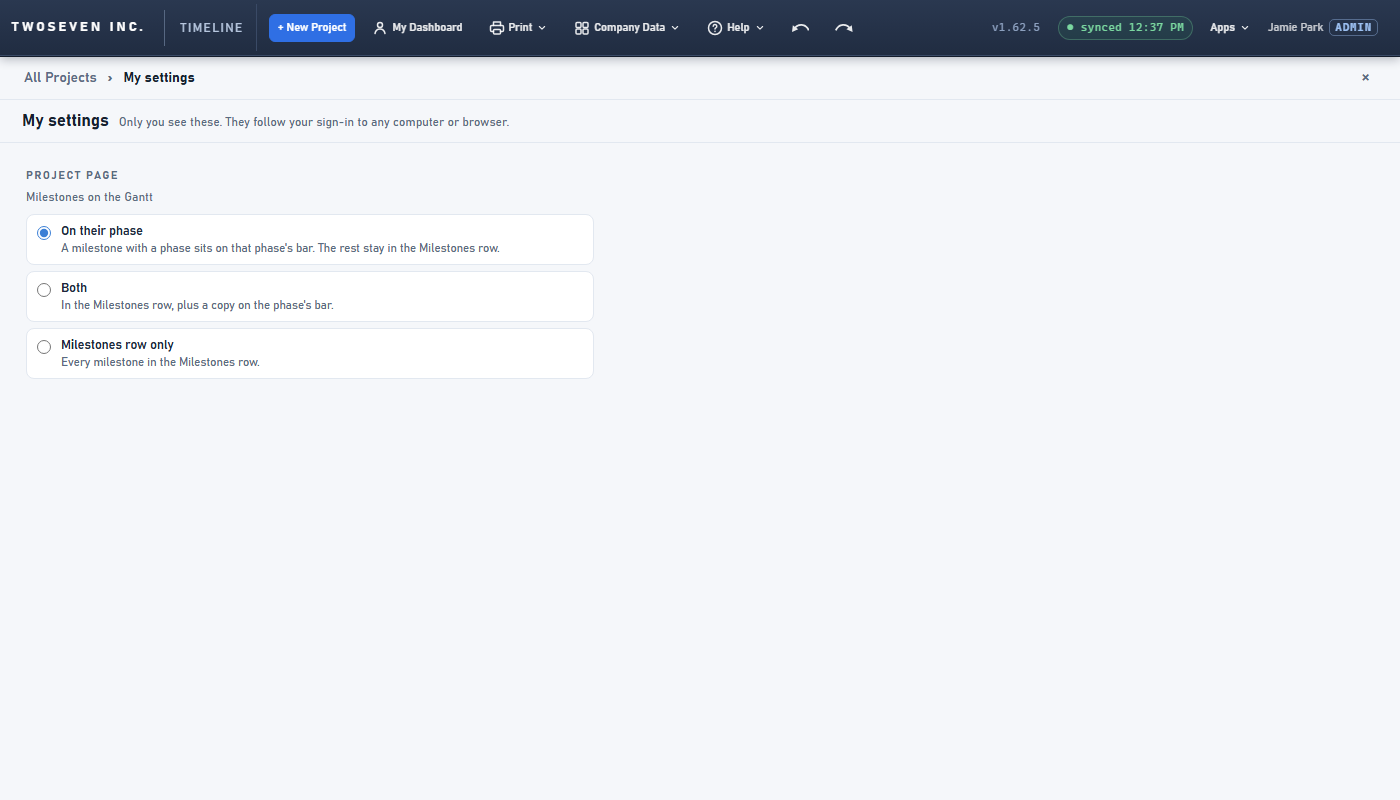 TWOSEVEN INC. TIMELINE + New Project My Dashboard Print Company Data Help v1.62.5 synced 12:37 PM Apps Jamie Park ADMIN
All Projects › My settings ×
My settings Only you see these. They follow your sign-in to any computer or browser.
PROJECT PAGE
Milestones on the Gantt
On their phase
A milestone with a phase sits on that phase's bar. The rest stay in the Milestones row.
Both
In the Milestones row, plus a copy on the phase's bar.
Milestones row only
Every milestone in the Milestones row.